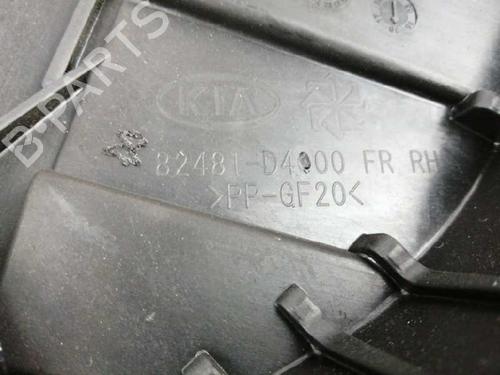 B-PARTS
KIA
82481-D4000 FR RH
>PP-GF20<